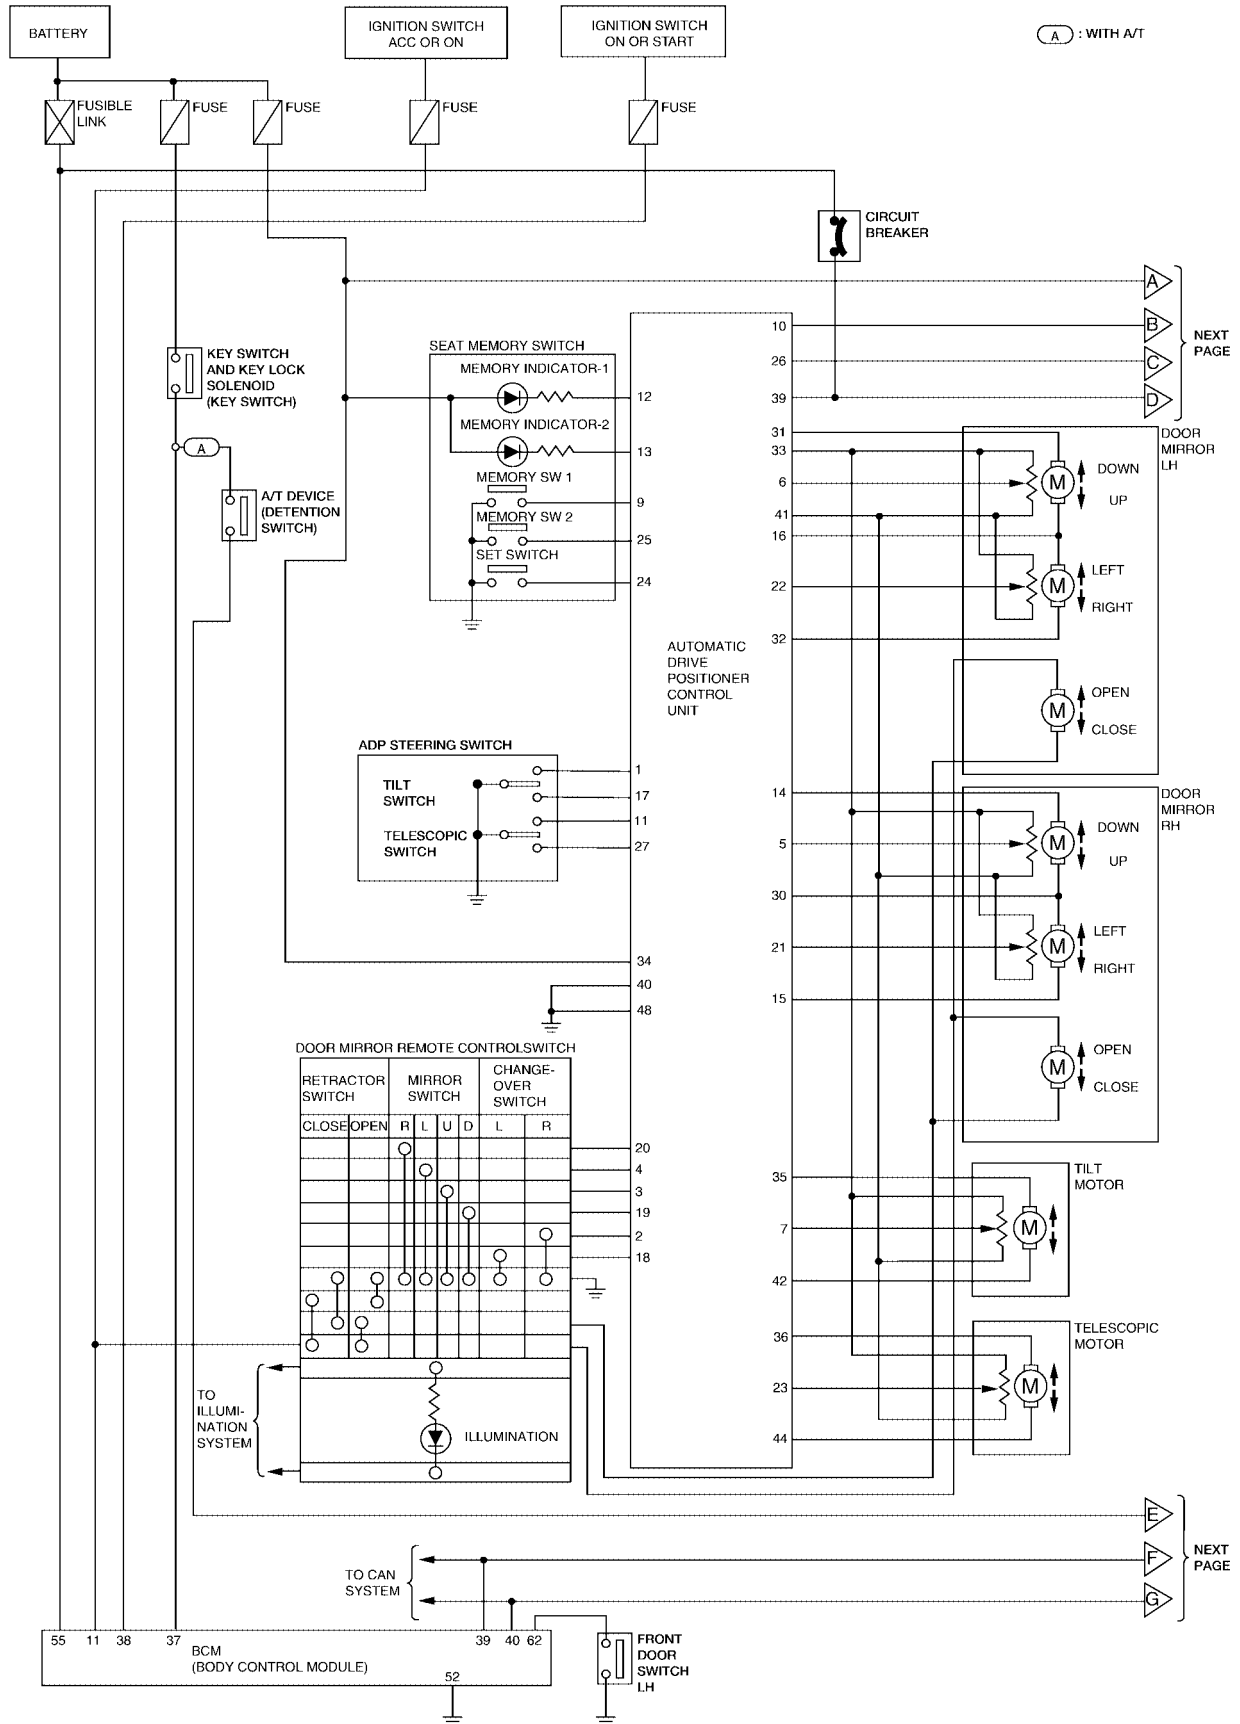 BATTERY
IGNITION SWITCH
ACC OR ON
IGNITION SWITCH
ON OR START
A : WITH A/T
FUSIBLE
LINK
FUSE
FUSE
FUSE
FUSE
CIRCUIT
BREAKER
A
B
C
D
NEXT
PAGE
KEY SWITCH
AND KEY LOCK
SOLENOID
(KEY SWITCH)
A
A/T DEVICE
(DETENTION
SWITCH)
SEAT MEMORY SWITCH
MEMORY INDICATOR-1
MEMORY INDICATOR-2
MEMORY SW 1
MEMORY SW 2
SET SWITCH
12
13
9
25
24
10
26
39
31
33
6
41
16
22
32
DOOR
MIRROR
LH
M
DOWN
UP
M
LEFT
RIGHT
M
OPEN
CLOSE
AUTOMATIC
DRIVE
POSITIONER
CONTROL
UNIT
ADP STEERING SWITCH
TILT
SWITCH
TELESCOPIC
SWITCH
1
17
11
27
34
40
48
14
5
30
21
15
DOOR
MIRROR
RH
M
DOWN
UP
M
LEFT
RIGHT
M
OPEN
CLOSE
DOOR MIRROR REMOTE CONTROLSWITCH
RETRACTOR
SWITCH
MIRROR
SWITCH
CHANGE-
OVER
SWITCH
CLOSE OPEN R L U D L R
20
4
3
19
2
18
35
7
42
TILT
MOTOR
M
36
23
44
TELESCOPIC
MOTOR
M
TO
ILLUMI-
NATION
SYSTEM
ILLUMINATION
E
F
G
NEXT
PAGE
TO CAN
SYSTEM
55 11 38 37 39 40 62
BCM
(BODY CONTROL MODULE)
52
FRONT
DOOR
SWITCH
LH